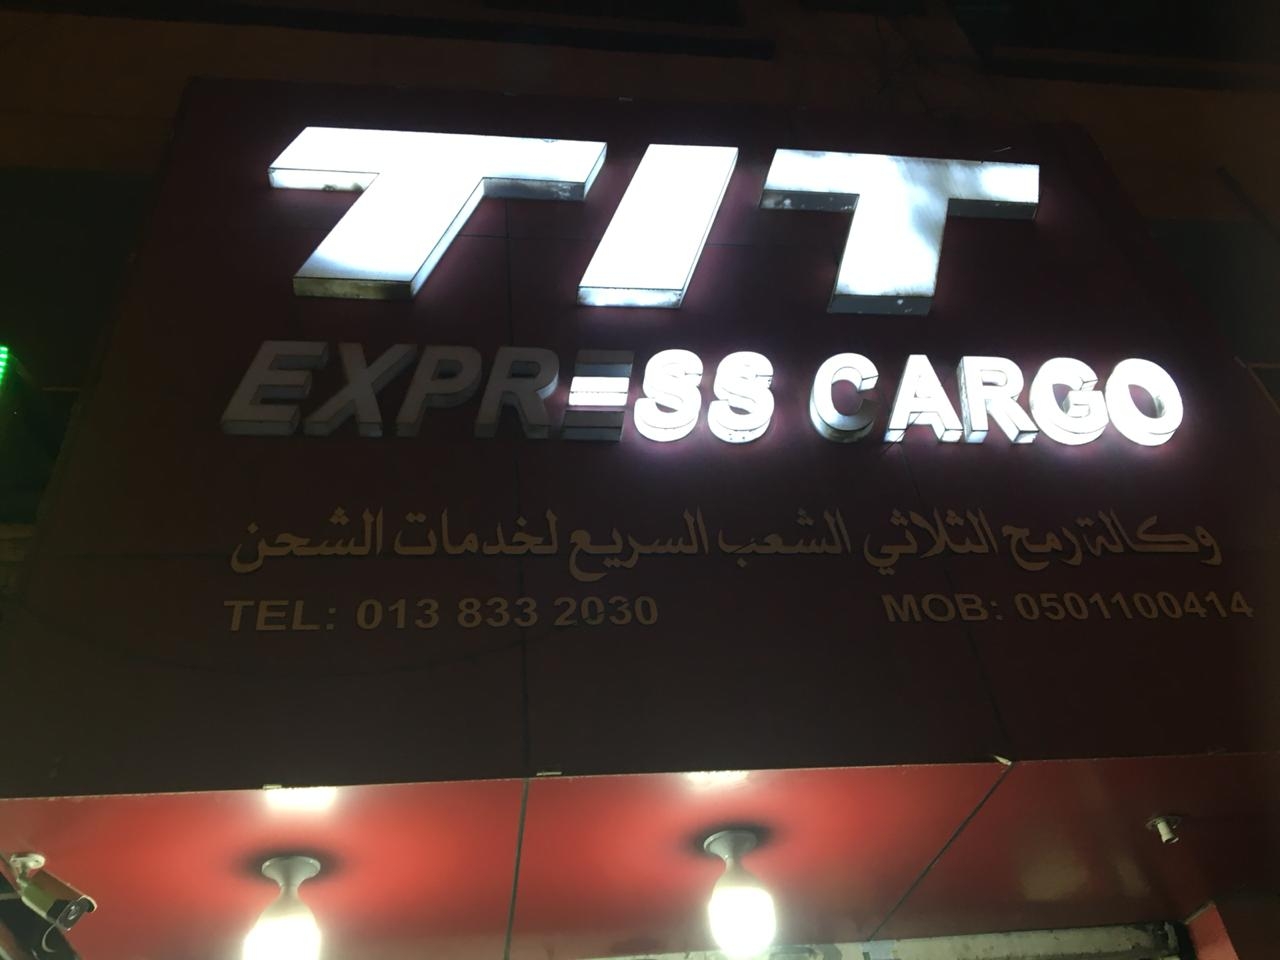 TIT
EXPRESS CARGO
وكالة رمح الثلاثي الشعب السريع لخدمات الشحن
TEL: 013 833 2030 MOB: 0501100414